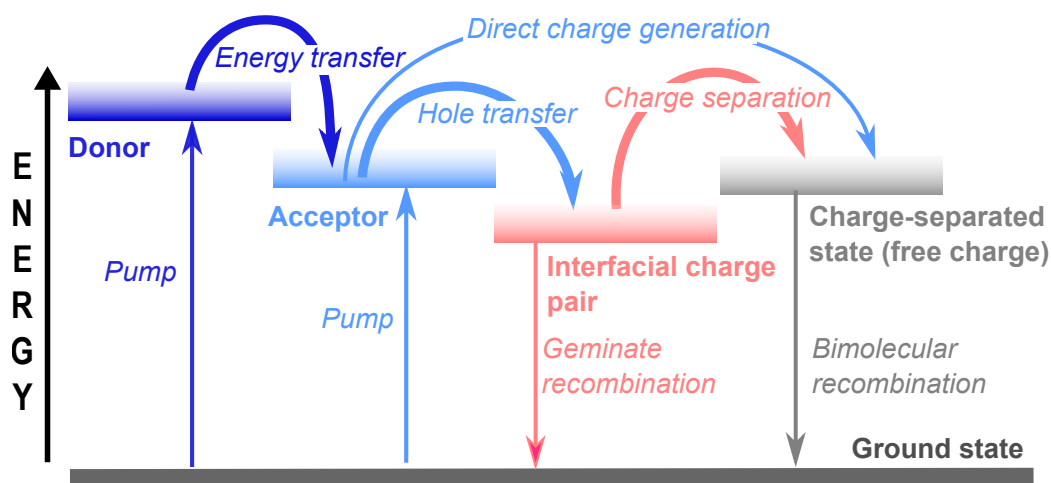 Direct charge generation
Energy transfer
Charge separation
Hole transfer
Donor
Acceptor
Charge-separated
state (free charge)
Interfacial charge
pair
Pump
Pump
Geminate
recombination
Bimolecular
recombination
Ground state
ENERGY